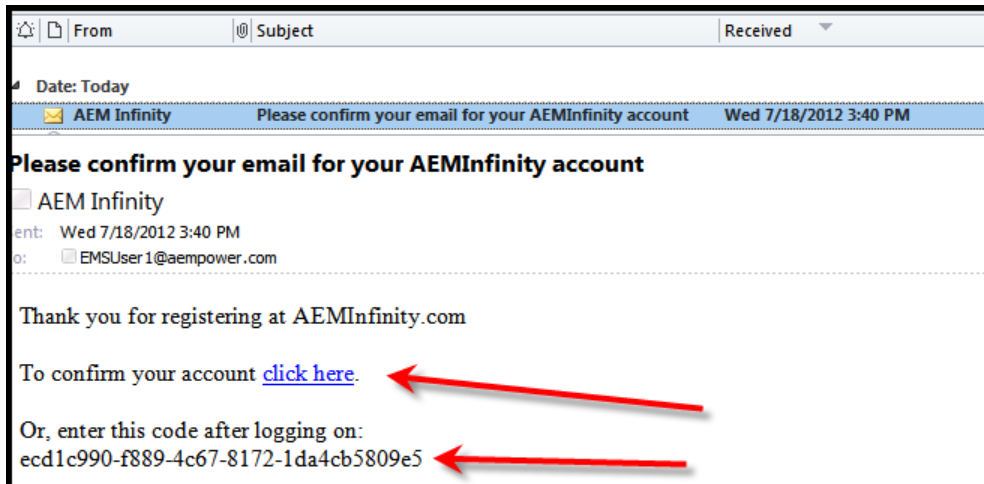 From Subject Received
Date: Today
AEM Infinity Please confirm your email for your AEMInfinity account Wed 7/18/2012 3:40 PM
Please confirm your email for your AEMInfinity account
AEM Infinity
ent: Wed 7/18/2012 3:40 PM
o: EMSUser1@aempower.com
Thank you for registering at AEMInfinity.com
To confirm your account click here.
Or, enter this code after logging on:
ecd1c990-f889-4c67-8172-1da4cb5809e5